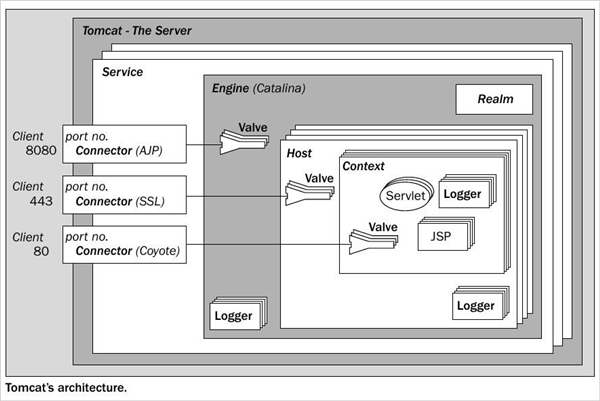 Tomcat - The Server
Service
Engine (Catalina)
Realm
Client
8080
port no.
Connector (AJP)
Valve
Host
Context
Client
443
port no.
Connector (SSL)
Valve
Servlet
Logger
Client
80
port no.
Connector (Coyote)
Valve
JSP
Logger
Logger
Tomcat's architecture.